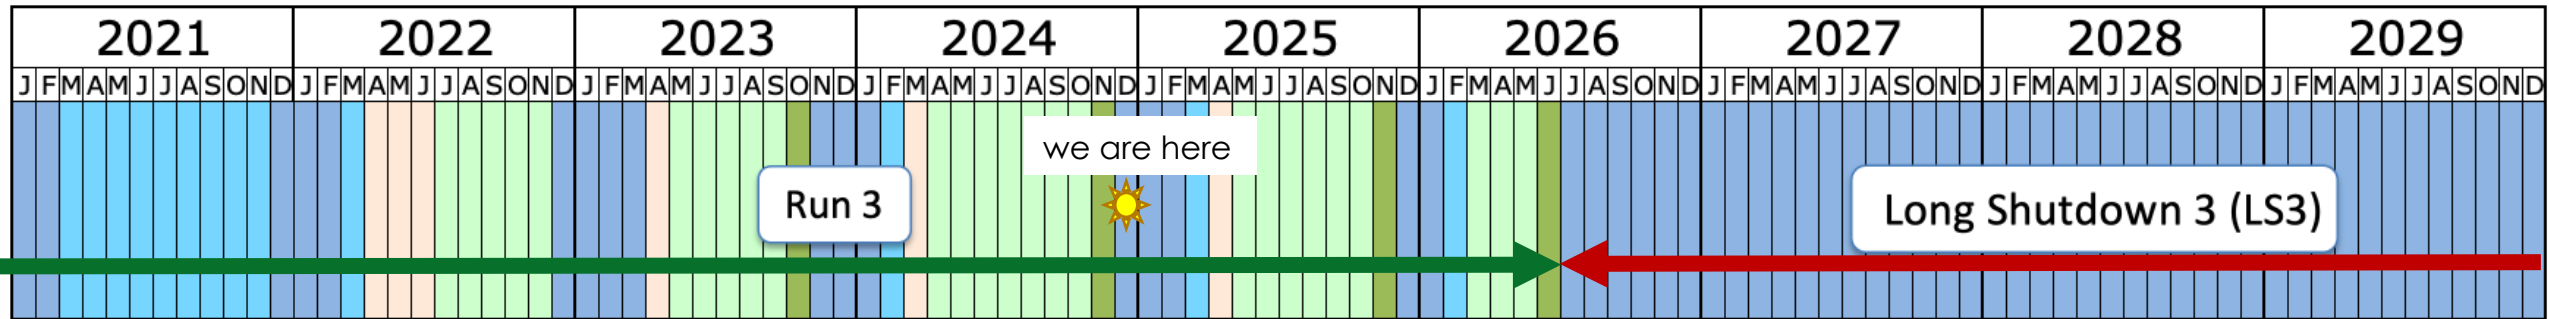 2021 2022 2023 2024 2025 2026 2027 2028 2029
J F M A M J J A S O N D J F M A M J J A S O N D J F M A M J J A S O N D J F M A M J J A S O N D J F M A M J J A S O N D J F M A M J J A S O N D J F M A M J J A S O N D J F M A M J J A S O N D J F M A M J J A S O N D
we are here
Run 3
Long Shutdown 3 (LS3)